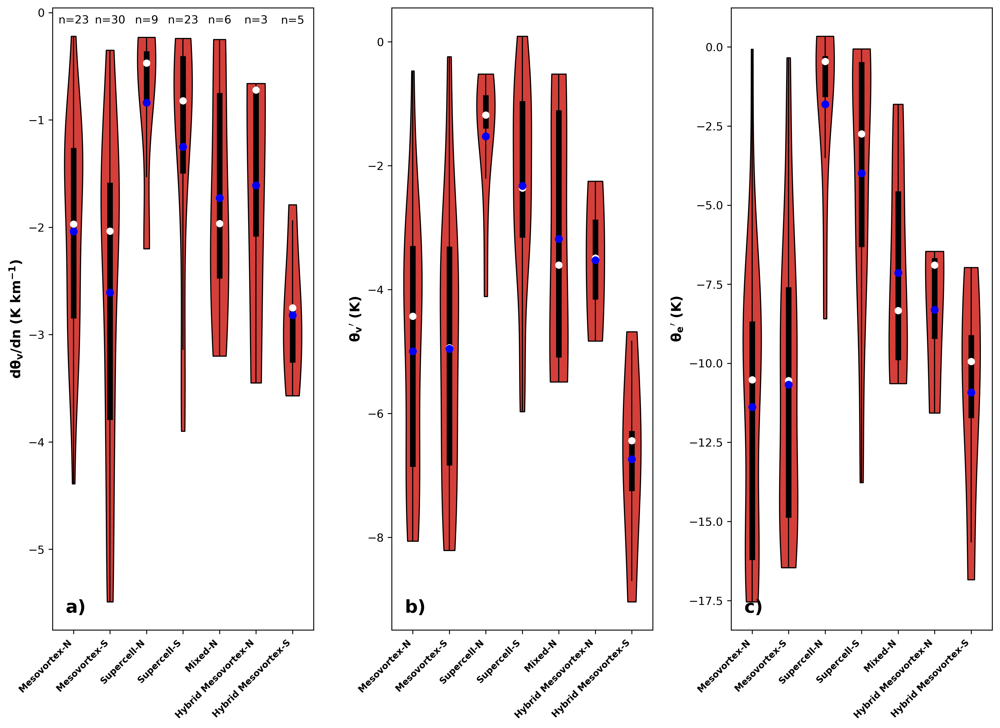 n=23 n=30 n=9 n=23 n=6 n=3 n=5
0
−1
−2
−3
−4
−5
dθv/dn (K km−1)
a)
Mesovortex-N
Mesovortex-S
Supercell-N
Supercell-S
Mixed-N
Hybrid Mesovortex-N
Hybrid Mesovortex-S
0
−2
−4
−6
−8
θv′ (K)
b)
Mesovortex-N
Mesovortex-S
Supercell-N
Supercell-S
Mixed-N
Hybrid Mesovortex-N
Hybrid Mesovortex-S
0.0
−2.5
−5.0
−7.5
−10.0
−12.5
−15.0
−17.5
θe′ (K)
c)
Mesovortex-N
Mesovortex-S
Supercell-N
Supercell-S
Mixed-N
Hybrid Mesovortex-N
Hybrid Mesovortex-S